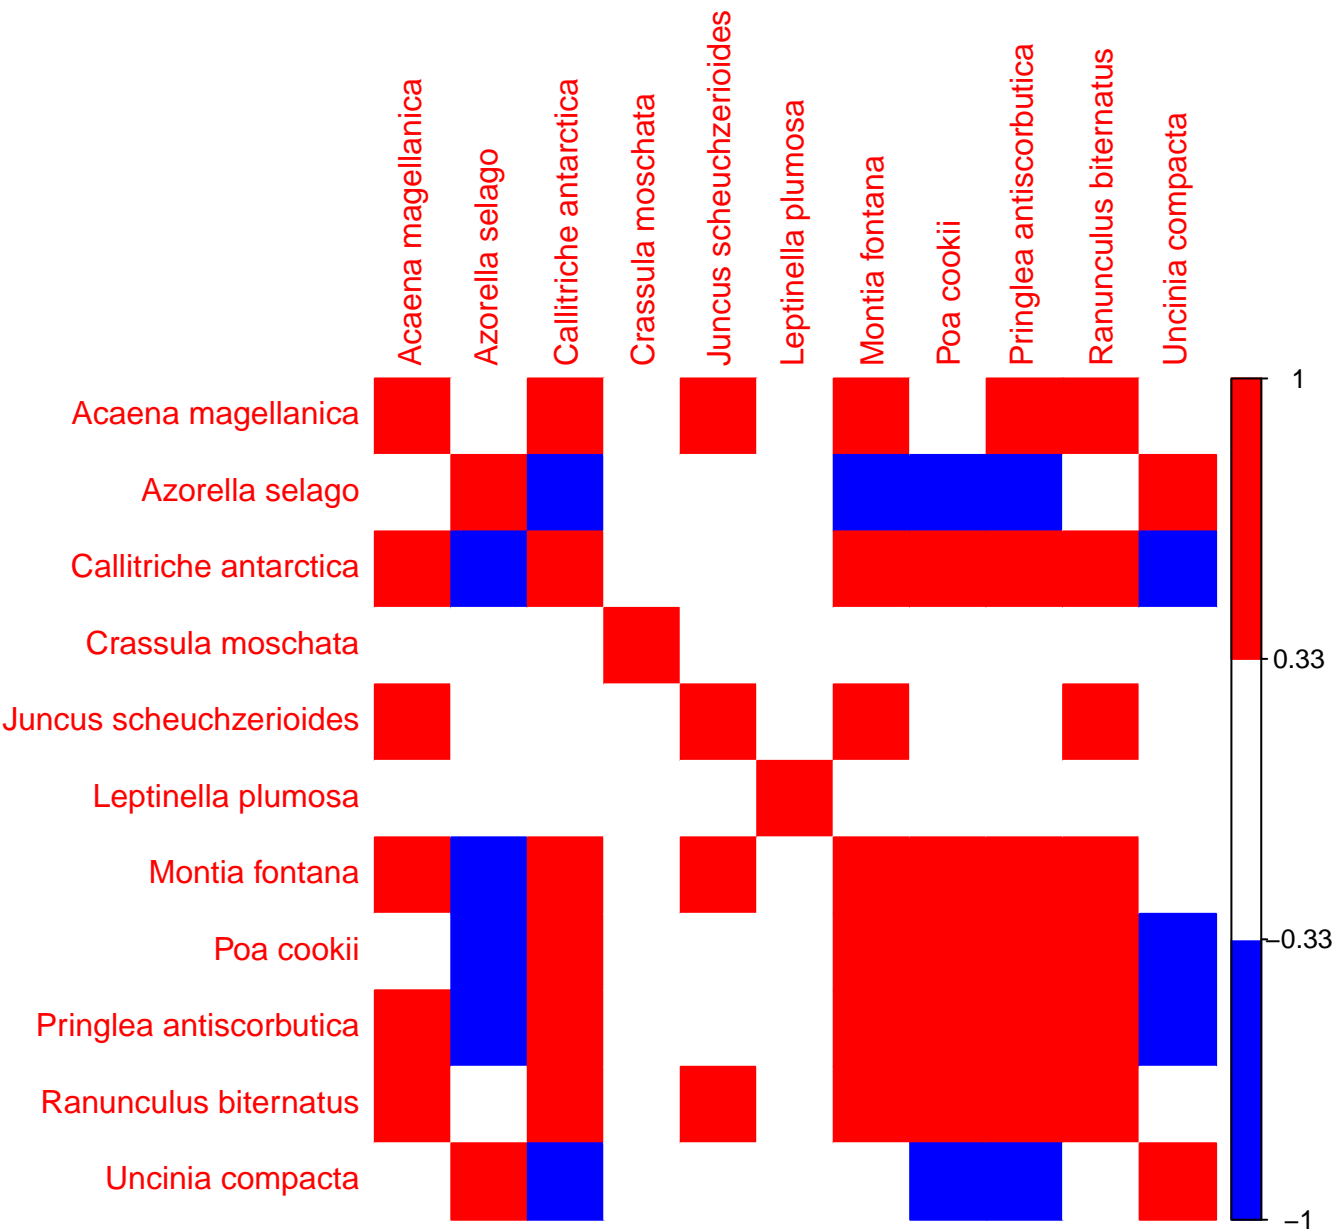 Acaena magellanica
Azorella selago
Callitriche antarctica
Crassula moschata
Juncus scheuchzerioides
Leptinella plumosa
Montia fontana
Poa cookii
Pringlea antiscorbutica
Ranunculus biternatus
Uncinia compacta
Acaena magellanica
Azorella selago
Callitriche antarctica
Crassula moschata
Juncus scheuchzerioides
Leptinella plumosa
Montia fontana
Poa cookii
Pringlea antiscorbutica
Ranunculus biternatus
Uncinia compacta
1
0.33
−0.33
−1